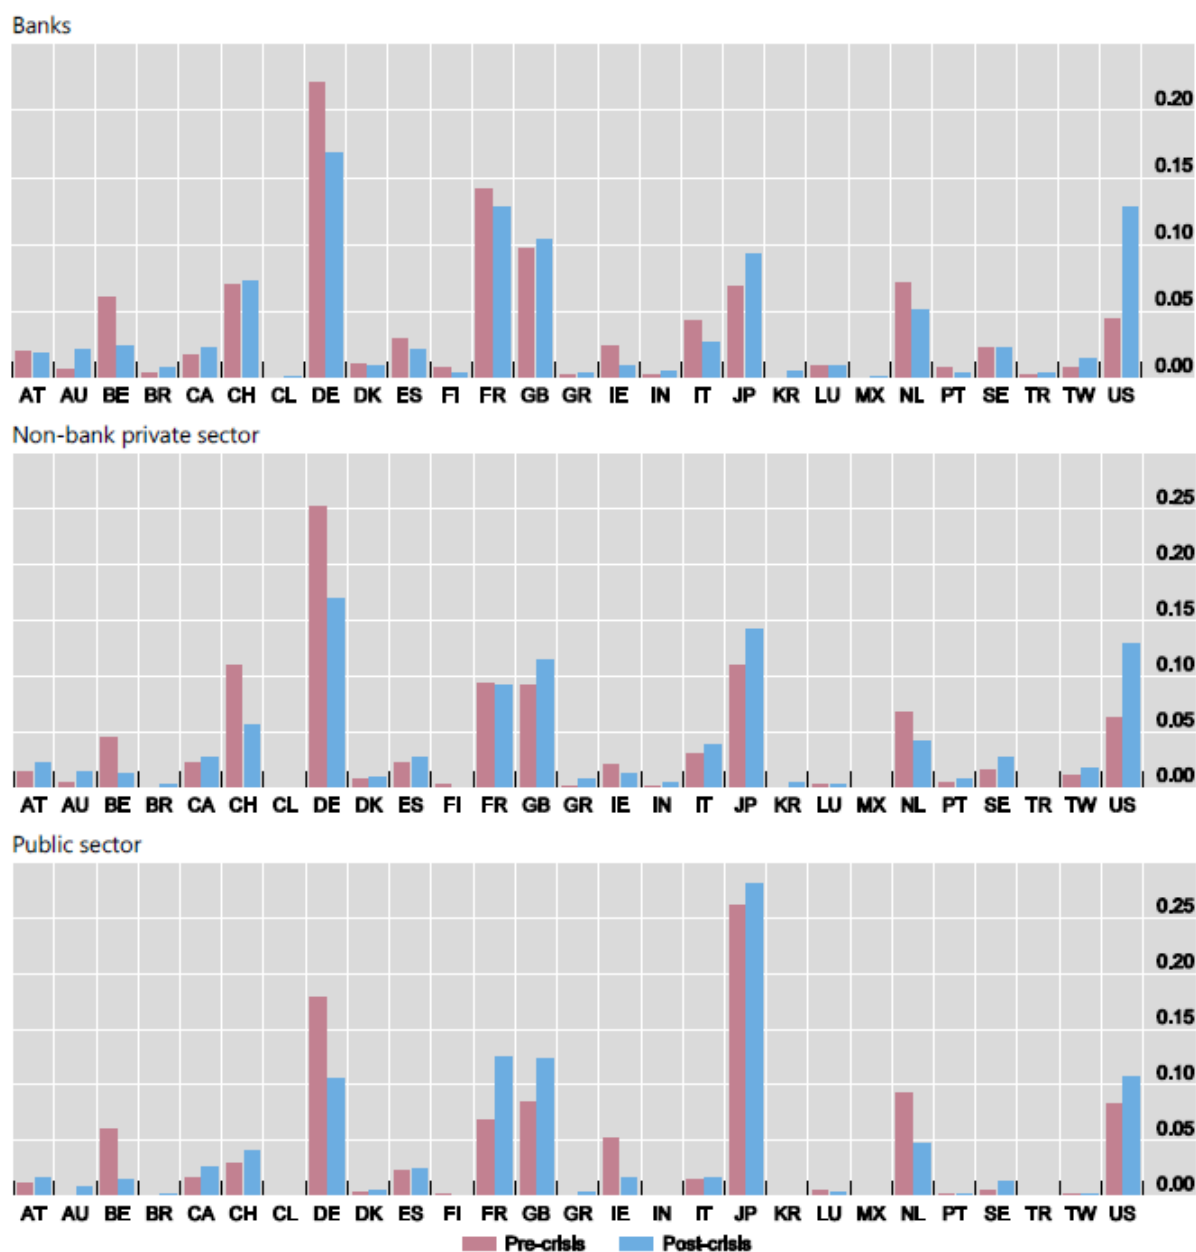 Banks
0.20
0.15
0.10
0.05
0.00
AT AU BE BR CA CH CL DE DK ES FI FR GB GR IE IN IT JP KR LU MX NL PT SE TR TW US
Non-bank private sector
0.25
0.20
0.15
0.10
0.05
0.00
AT AU BE BR CA CH CL DE DK ES FI FR GB GR IE IN IT JP KR LU MX NL PT SE TR TW US
Public sector
0.25
0.20
0.15
0.10
0.05
0.00
AT AU BE BR CA CH CL DE DK ES FI FR GB GR IE IN IT JP KR LU MX NL PT SE TR TW US
Pre-crisis Post-crisis